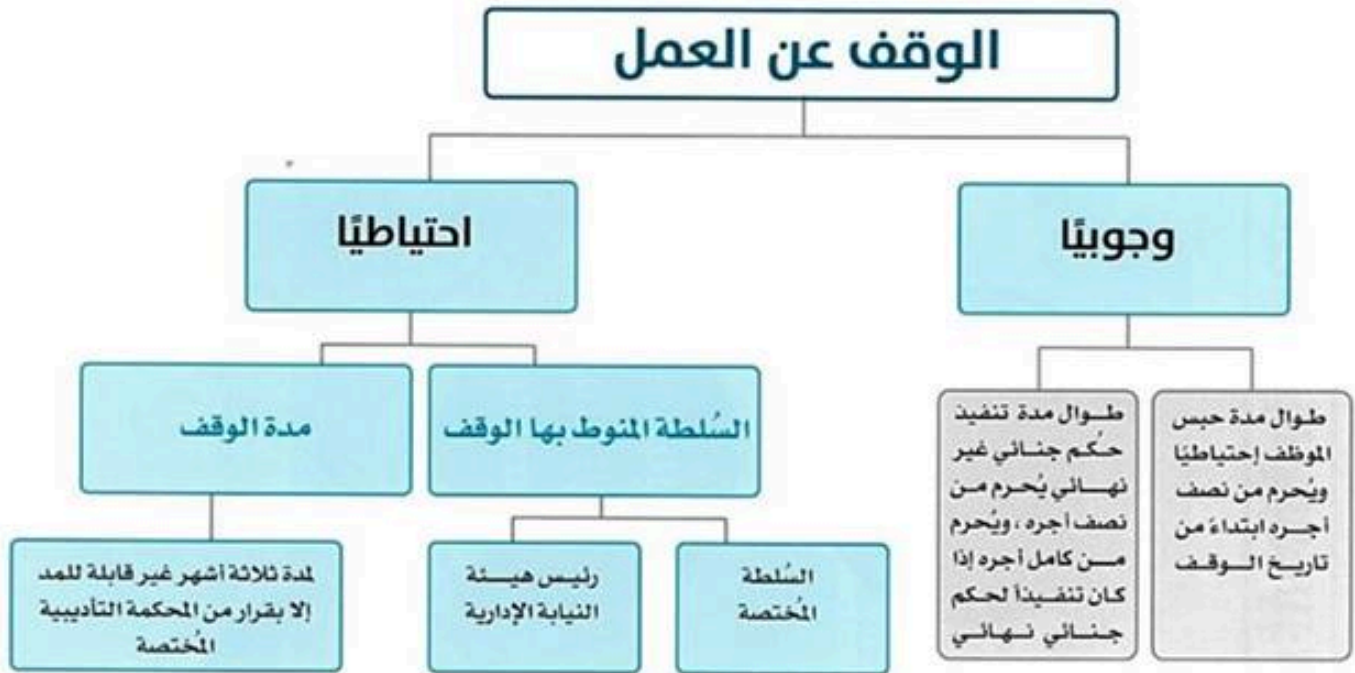 الوقف عن العمل
وجوبيًا
احتياطيًا
طوال مدة حبس
الموظف إحتياطيًا
ويُحرم من نصف
أجره ابتداءً من
تاريخ الوقف
طوال مدة تنفيذ
حُكم جنائي غير
نهائي يُحرم من
نصف أجره ، ويُحرم
من كامل أجره إذا
كان تنفيذاً لحكم
جنائي نهائي
السُلطة المنوط بها الوقف
مدة الوقف
السُلطة
المُختصة
رئيس هيئة
النيابة الإدارية
لمدة ثلاثة أشهر غير قابلة للمد
إلا بقرار من المحكمة التأديبية
المُختصة